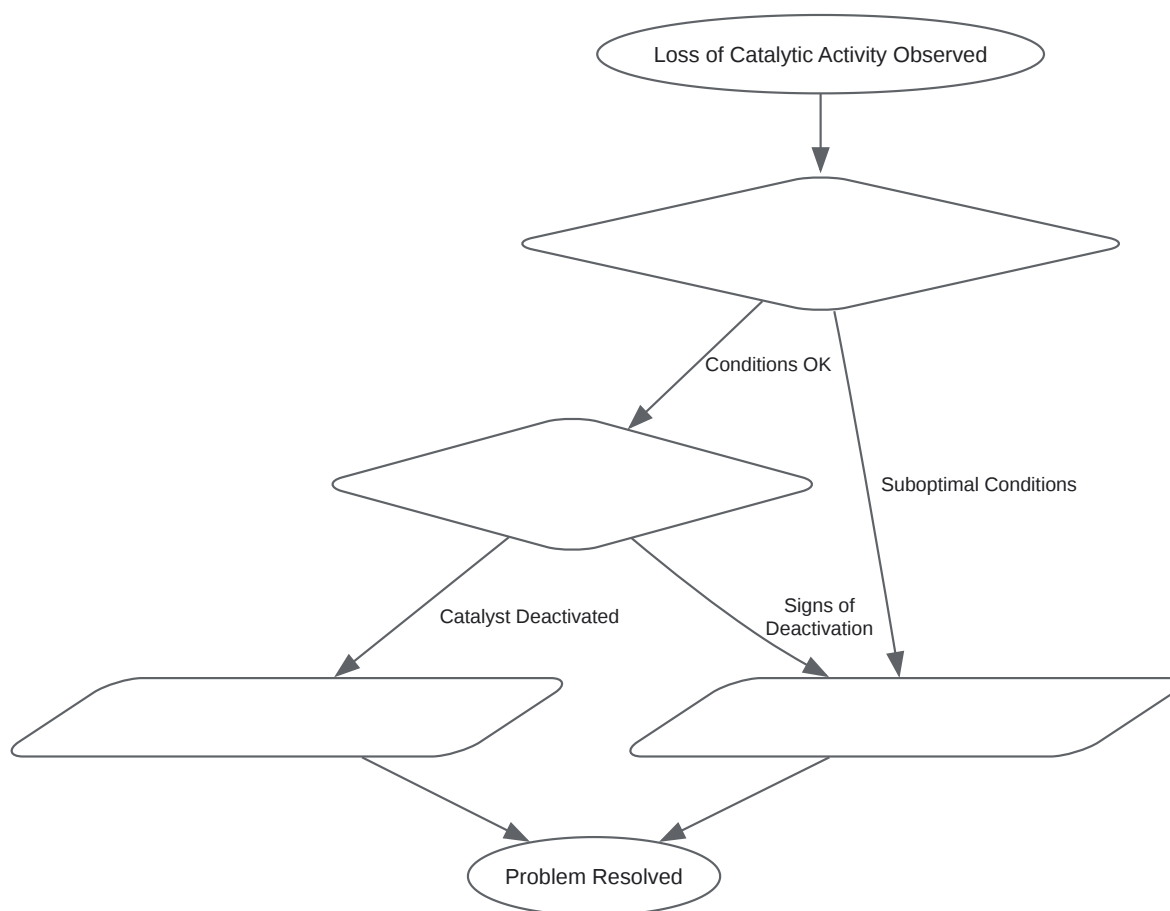 Loss of Catalytic Activity Observed
Conditions OK
Suboptimal Conditions
Catalyst Deactivated
Signs of
Deactivation
Problem Resolved